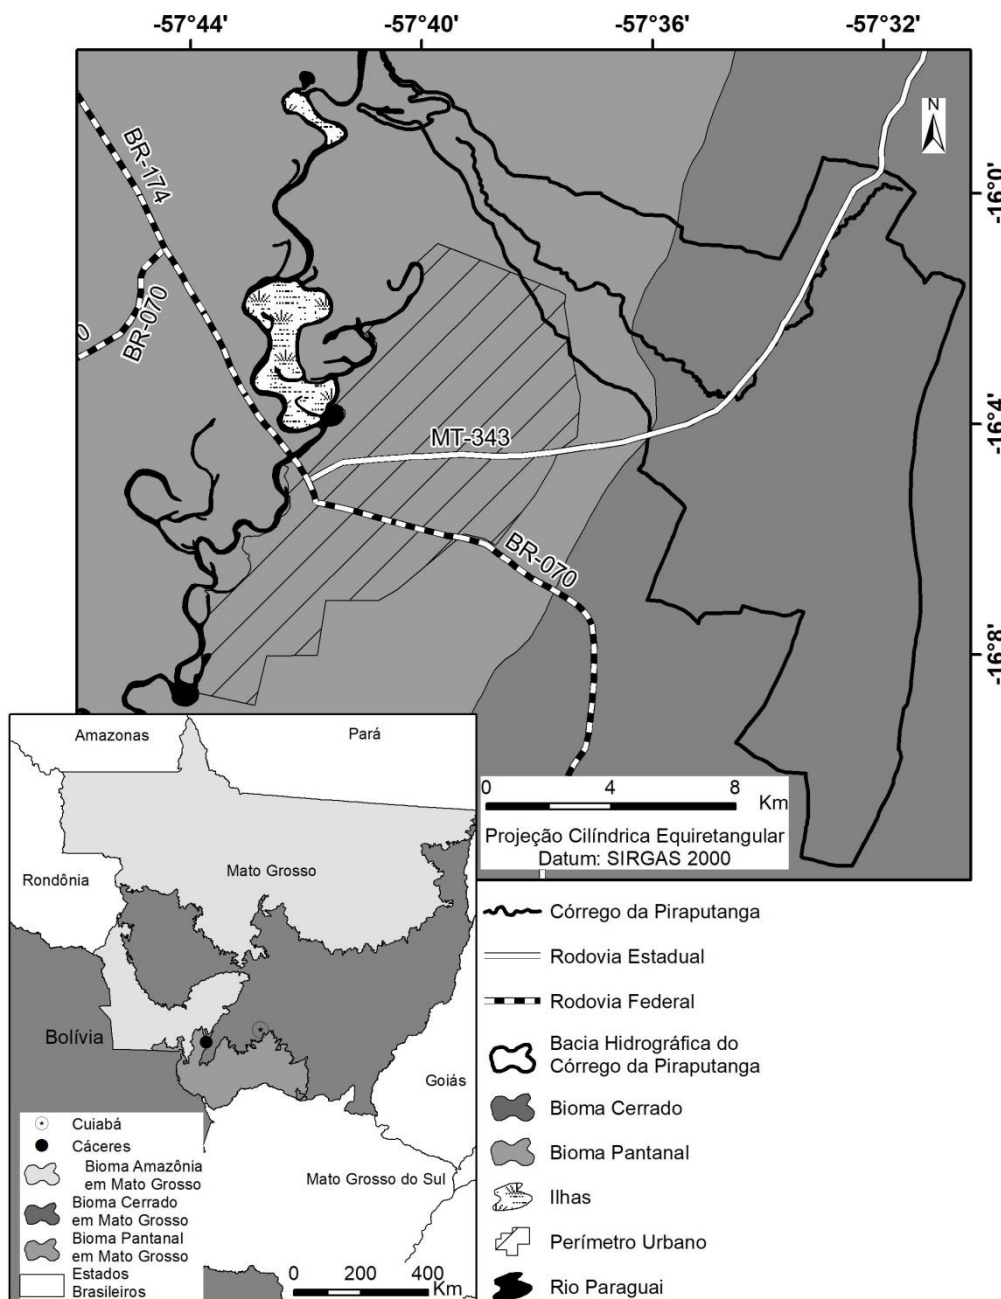 -57°44' -57°40' -57°36' -57°32'
N
BR-174
-16°0'
BR-070
MT-343
-16°4'
BR-070
-16°8'
0 4 8
Km
Projeção Cilíndrica Equiretangular
Datum: SIRGAS 2000
Amazonas
Pará
Rondônia
Mato Grosso
Bolívia
Goiás
Mato Grosso do Sul
Cuiabá
Cáceres
Bioma Amazônia
em Mato Grosso
Bioma Cerrado
em Mato Grosso
Bioma Pantanal
em Mato Grosso
Estados
Brasileiros
0 200 400
Km
Córrego da Piraputanga
Rodovia Estadual
Rodovia Federal
Bacia Hidrográfica do
Córrego da Piraputanga
Bioma Cerrado
Bioma Pantanal
Ilhas
Perímetro Urbano
Rio Paraguai